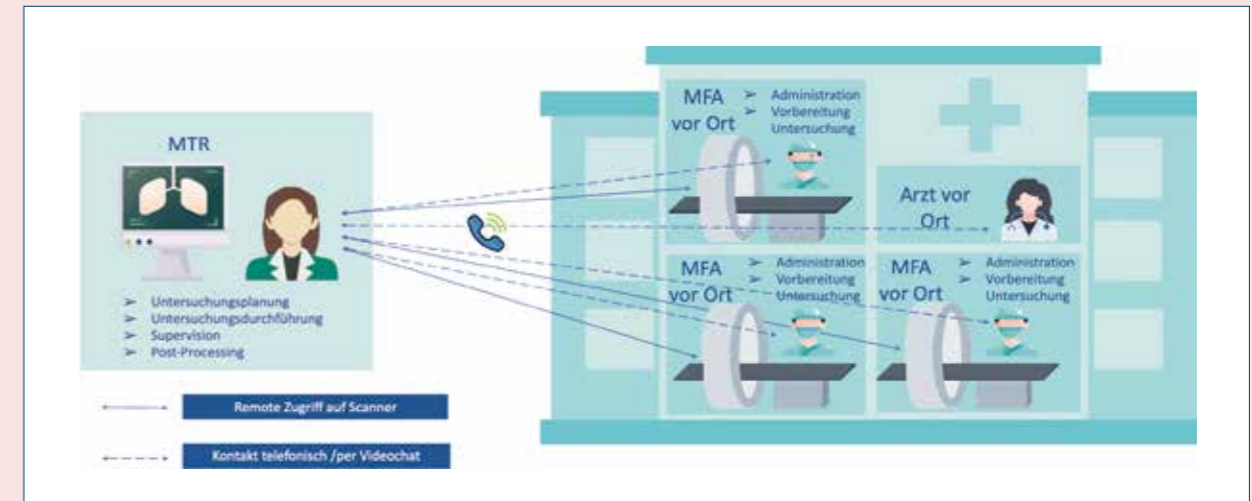 MTR
➢ Untersuchungsplanung
➢ Untersuchungsdurchführung
➢ Supervision
➢ Post-Processing
Remote Zugriff auf Scanner
Kontakt telefonisch /per Videochat
MFA
vor Ort
➢ Administration
➢ Vorbereitung
Untersuchung
Arzt vor
Ort
MFA
vor Ort
➢ Administration
➢ Vorbereitung
Untersuchung
MFA
vor Ort
➢ Administration
➢ Vorbereitung
Untersuchung